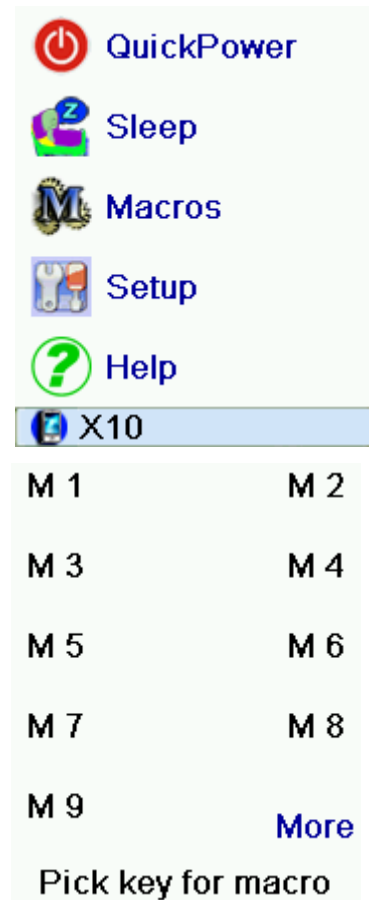 QuickPower
Sleep
Macros
Setup
Help
X10
M 1 M 2
M 3 M 4
M 5 M 6
M 7 M 8
M 9 More
Pick key for macro